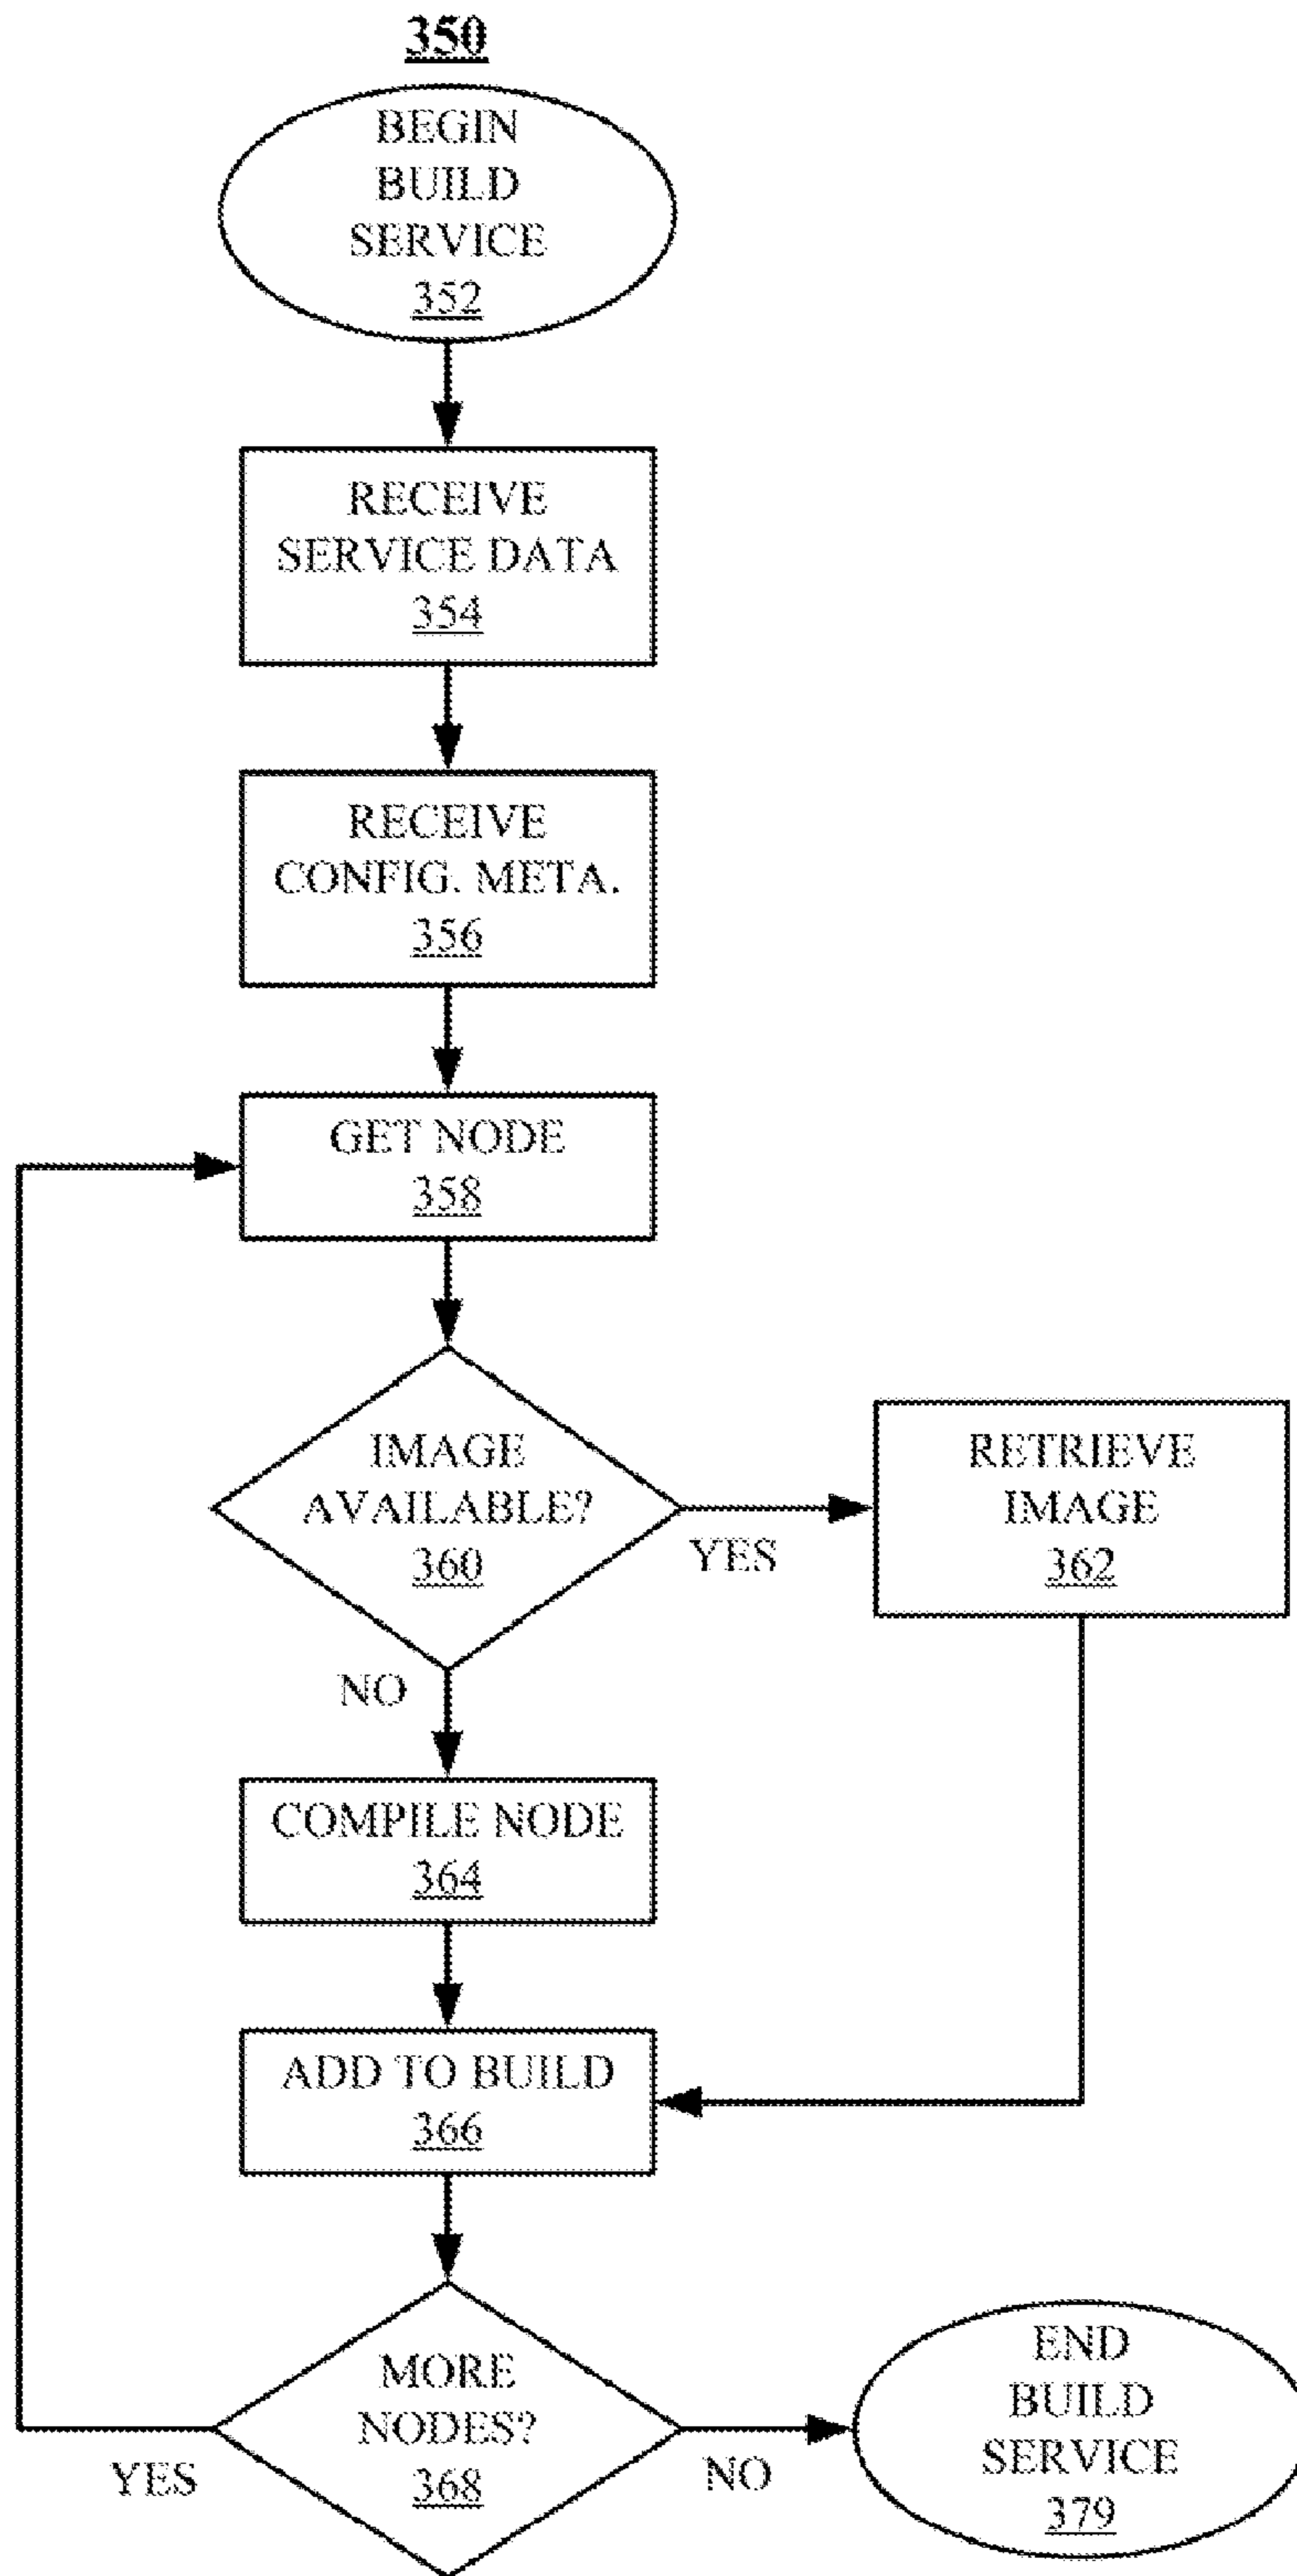 350
BEGIN
BUILD
SERVICE
352
RECEIVE
SERVICE DATA
354
RECEIVE
CONFIG. META.
356
GET NODE
358
IMAGE
AVAILABLE?
360
YES
RETRIEVE
IMAGE
362
NO
COMPILE NODE
364
ADD TO BUILD
366
MORE
NODES?
368
YES
NO
END
BUILD
SERVICE
379